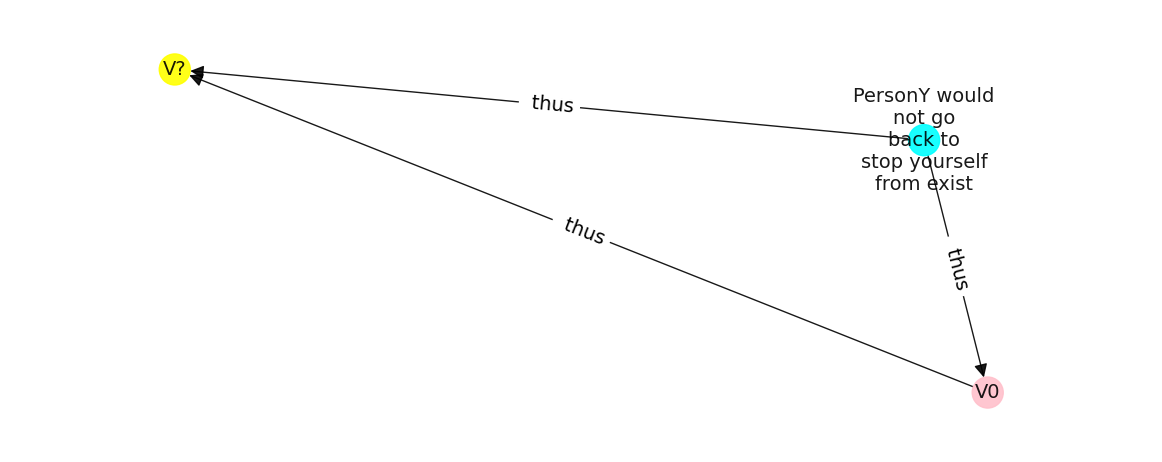 V?
thus
PersonY would
not go
back to
stop yourself
from exist
thus
thus
V0